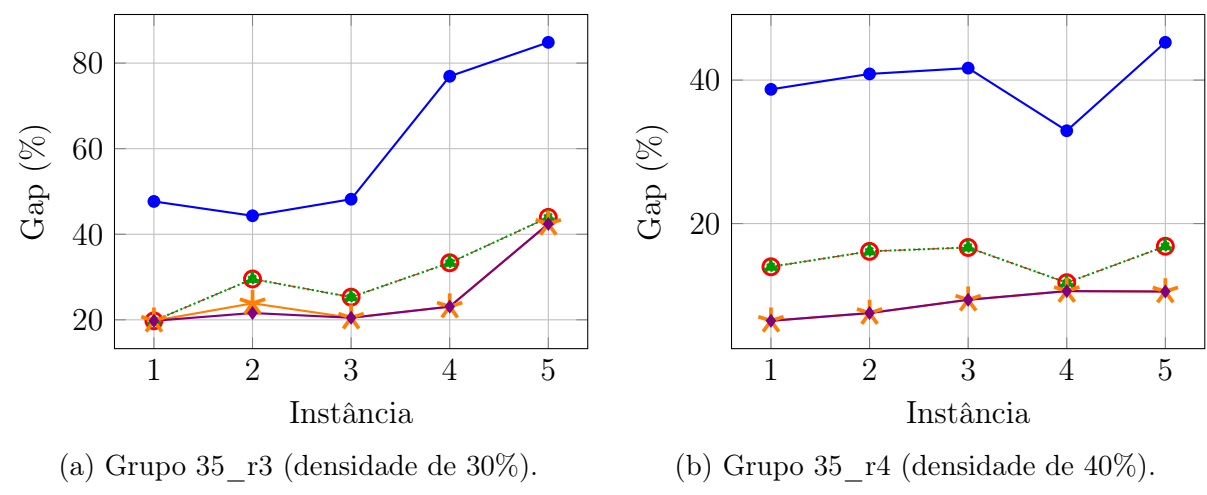 80
60
40
20
Gap (%)
1 2 3 4 5
Instância
(a) Grupo 35_r3 (densidade de 30%).
40
20
Gap (%)
1 2 3 4 5
Instância
(b) Grupo 35_r4 (densidade de 40%).